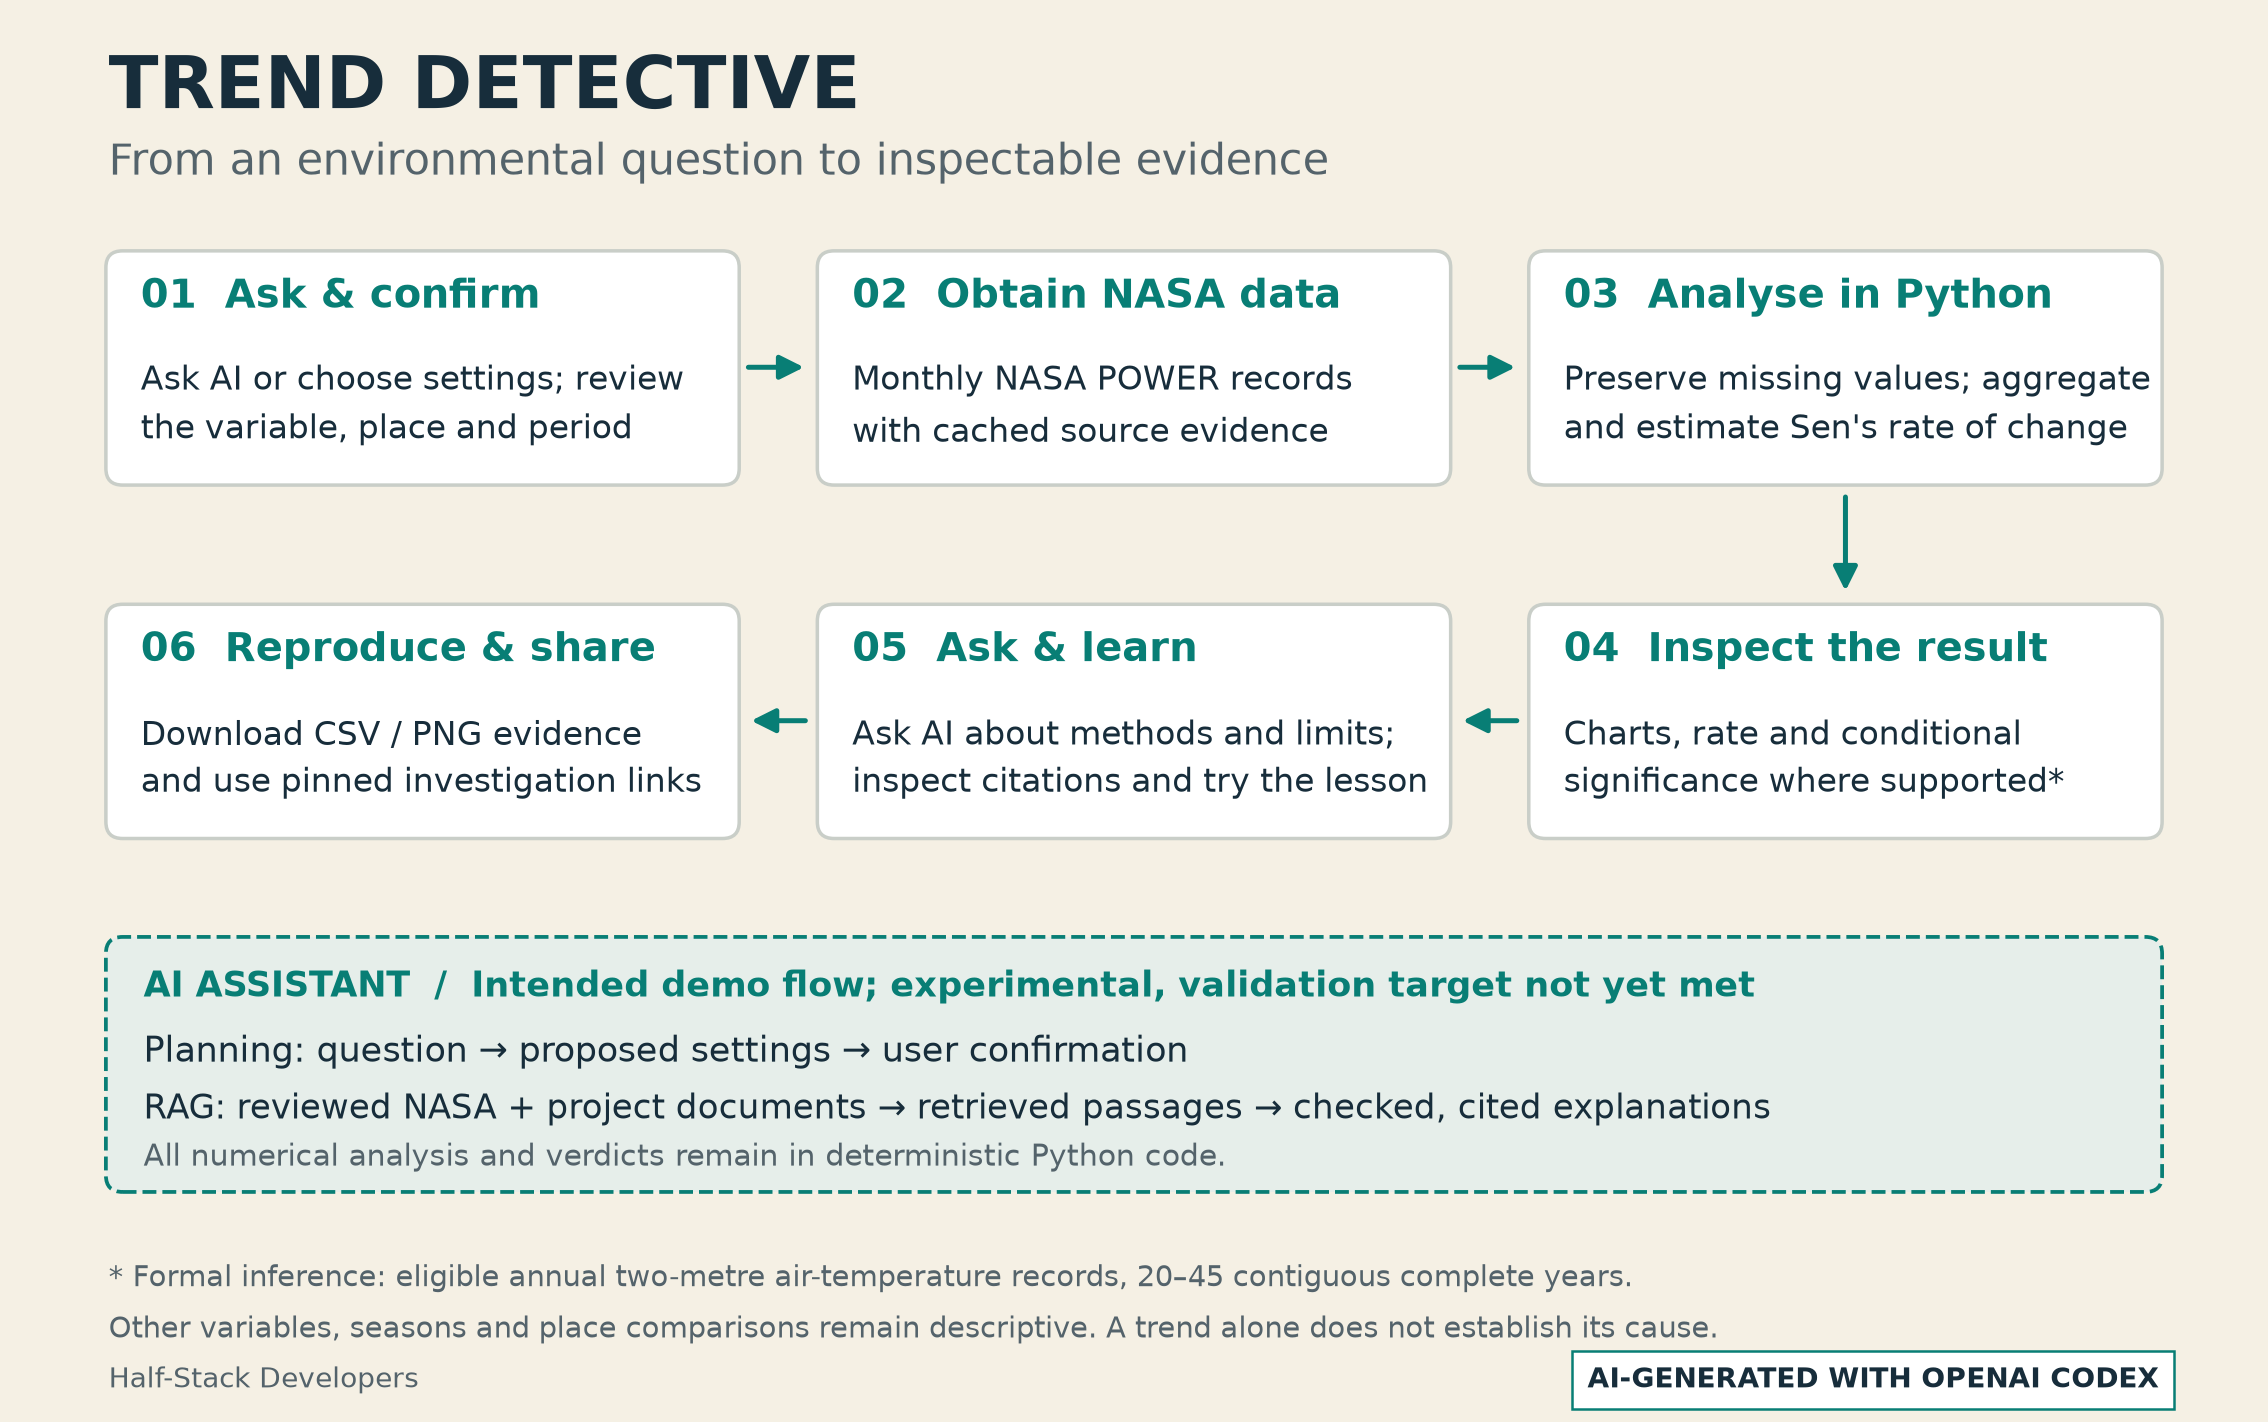 TREND DETECTIVE
From an environmental question to inspectable evidence
01 Ask & confirm
Ask AI or choose settings; review
the variable, place and period
02 Obtain NASA data
Monthly NASA POWER records
with cached source evidence
03 Analyse in Python
Preserve missing values; aggregate
and estimate Sen's rate of change
04 Inspect the result
Charts, rate and conditional
significance where supported*
05 Ask & learn
Ask AI about methods and limits;
inspect citations and try the lesson
06 Reproduce & share
Download CSV / PNG evidence
and use pinned investigation links
AI ASSISTANT / Intended demo flow; experimental, validation target not yet met
Planning: question → proposed settings → user confirmation
RAG: reviewed NASA + project documents → retrieved passages → checked, cited explanations
All numerical analysis and verdicts remain in deterministic Python code.
* Formal inference: eligible annual two-metre air-temperature records, 20–45 contiguous complete years.
Other variables, seasons and place comparisons remain descriptive. A trend alone does not establish its cause.
Half-Stack Developers
AI-GENERATED WITH OPENAI CODEX